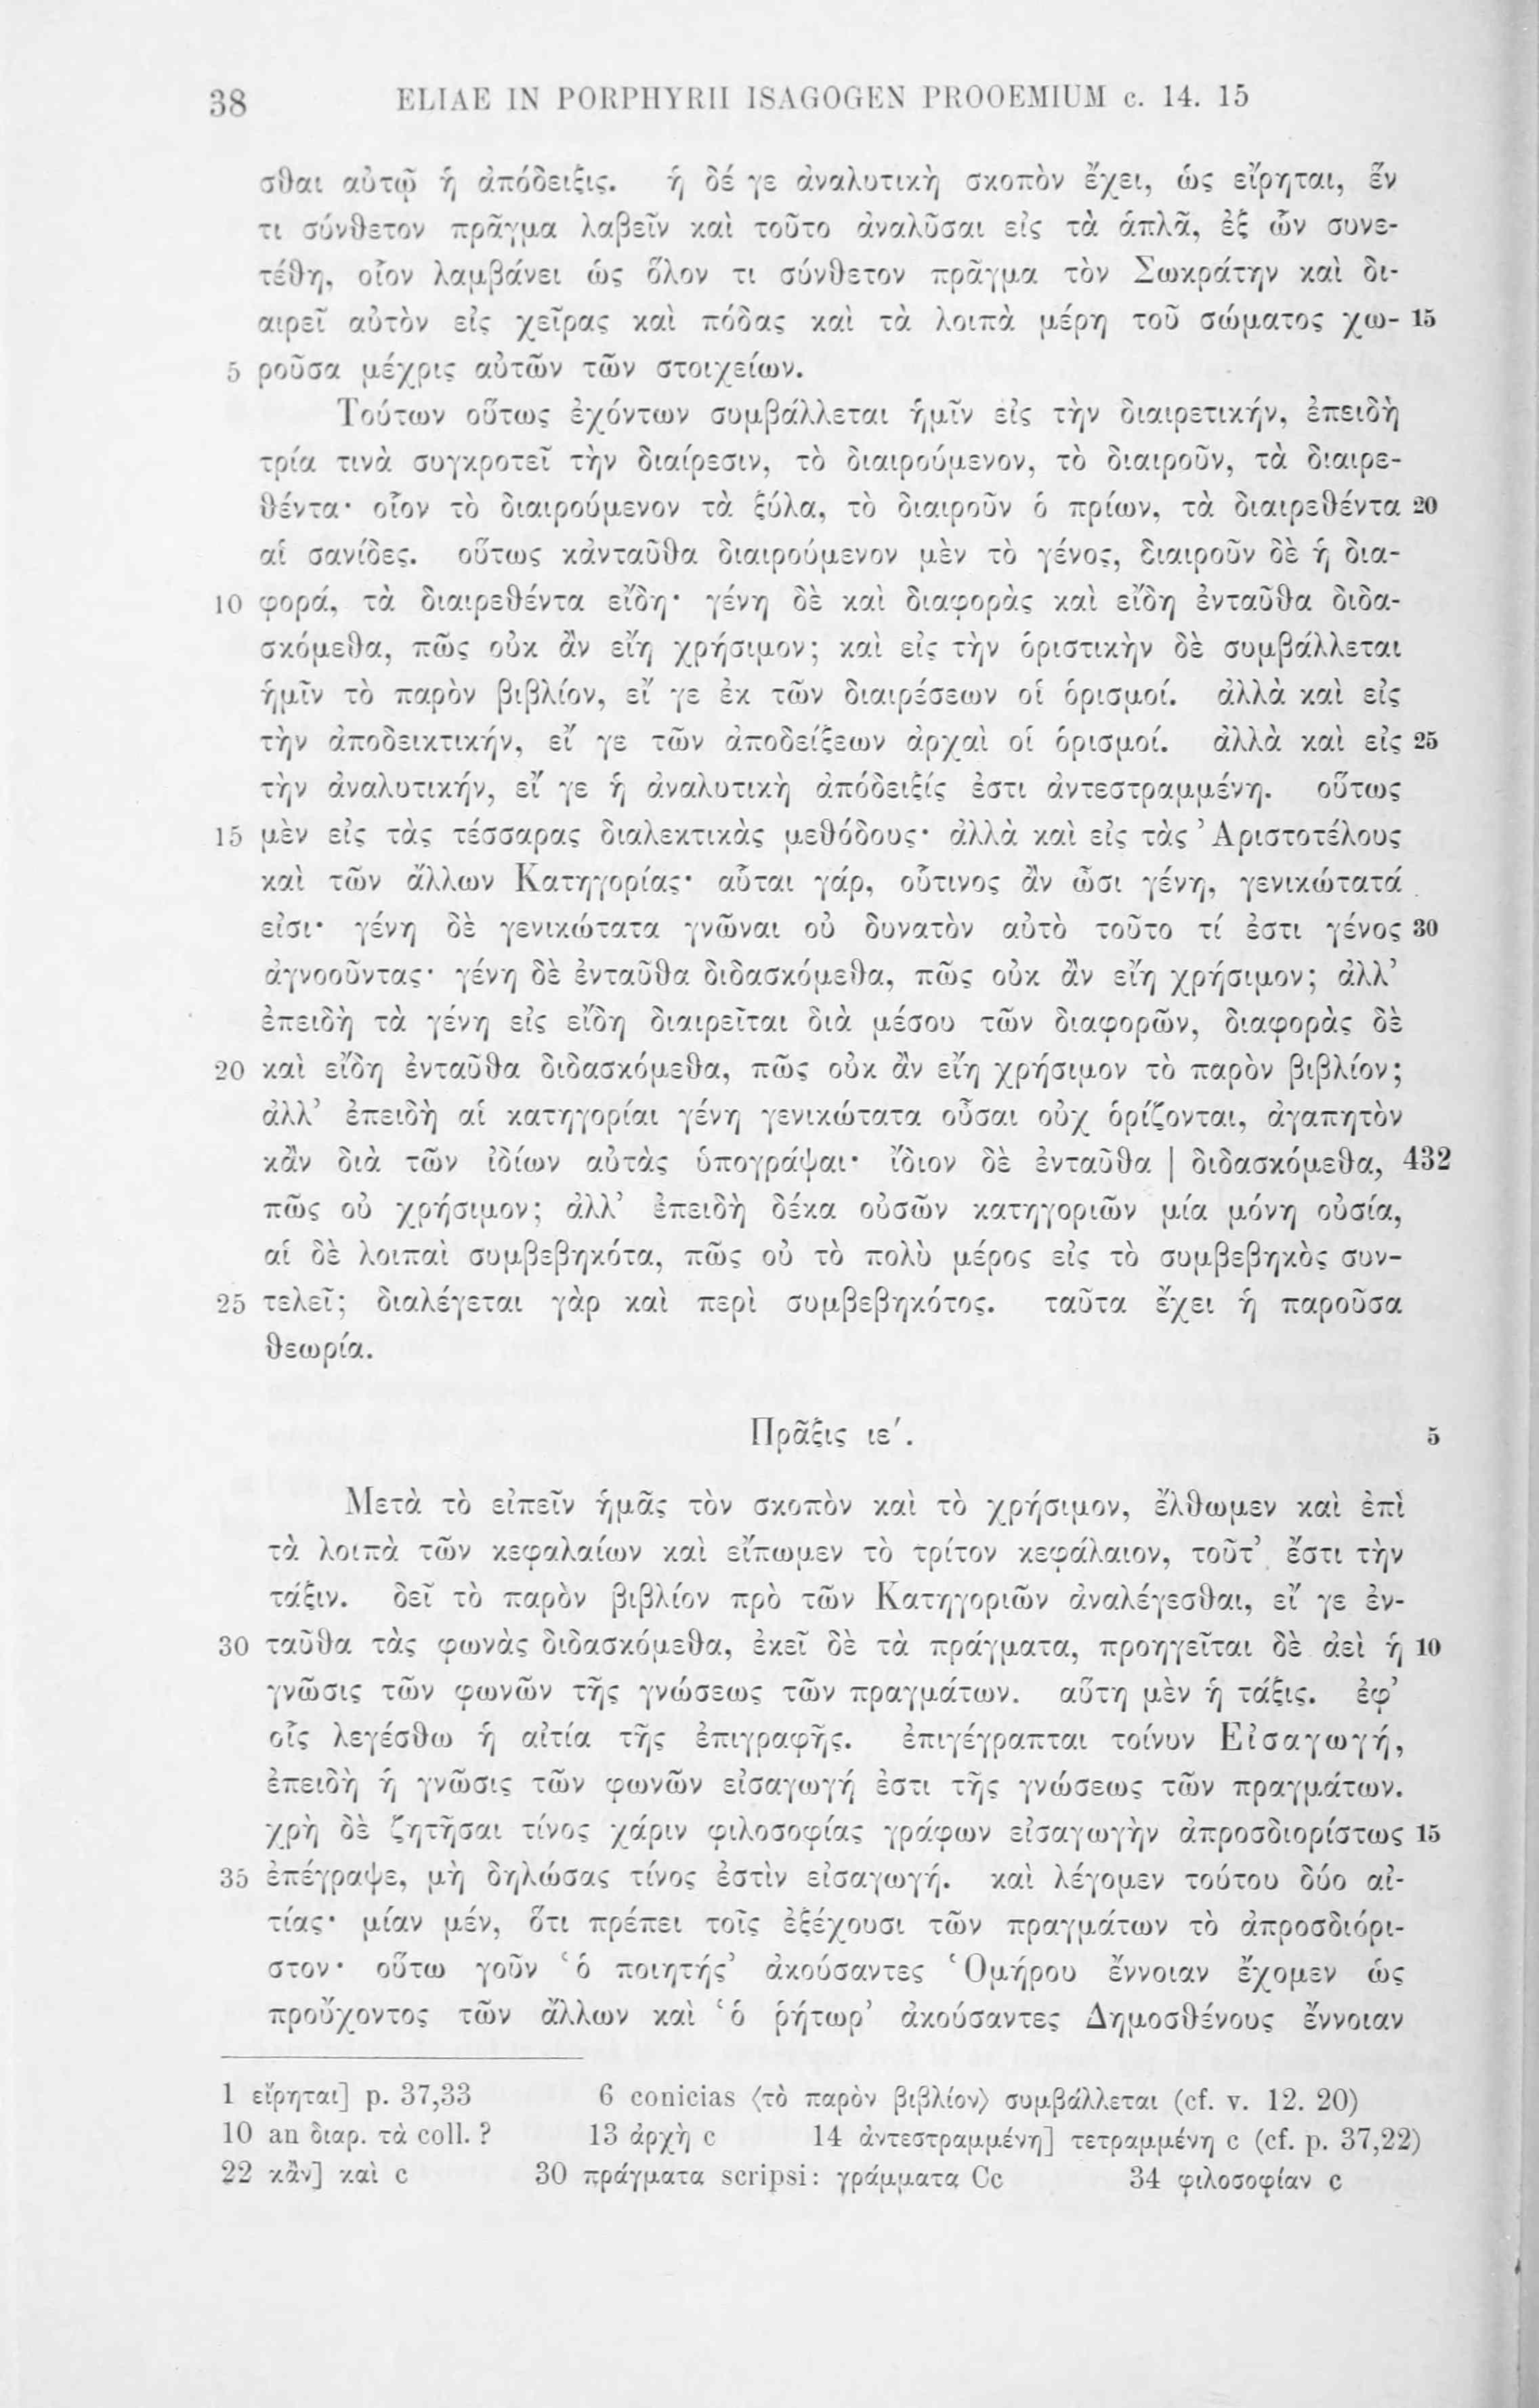 38 ELIAE IN PORPHYRII ISAGOGEN PROOEMIUM c. 14. 15
σθαι αὐτῷ ἡ ἀπόδειξις. ἡ δέ γε ἀναλυτικὴ σκοπὸν ἔχει, ὡς εἴρηται, ἕν
τι σύνθετον πρᾶγμα λαβεῖν καὶ τοῦτο ἀναλῦσαι εἰς τὰ ἁπλᾶ, ἐξ ὧν συνε-
τέθη, οἷον λαμβάνει ὡς ὅλον τι σύνθετον πρᾶγμα τὸν Σωκράτην καὶ δι-
αιρεῖ αὐτὸν εἰς χεῖρας καὶ πόδας καὶ τὰ λοιπὰ μέρη τοῦ σώματος χω- 15
5 ροῦσα μέχρις αὐτῶν τῶν στοιχείων.
Τούτων οὕτως ἐχόντων συμβάλλεται ἡμῖν εἰς τὴν διαιρετικήν, ἐπειδὴ
τρία τινὰ συγκροτεῖ τὴν διαίρεσιν, τὸ διαιρούμενον, τὸ διαιροῦν, τὰ διαιρε-
θέντα· οἷον τὸ διαιρούμενον τὰ ξύλα, τὸ διαιροῦν ὁ πρίων, τὰ διαιρεθέντα 20
αἱ σανίδες. οὕτως κἀνταῦθα διαιρούμενον μὲν τὸ γένος, διαιροῦν δὲ ἡ δια-
10 φορά, τὰ διαιρεθέντα εἴδη· γένη δὲ καὶ διαφορὰς καὶ εἴδη ἐνταῦθα διδα-
σκόμεθα, πῶς οὐκ ἂν εἴη χρήσιμον; καὶ εἰς τὴν ὁριστικὴν δὲ συμβάλλεται
ἡμῖν τὸ παρὸν βιβλίον, εἴ γε ἐκ τῶν διαιρέσεων οἱ ὁρισμοί. ἀλλὰ καὶ εἰς
τὴν ἀποδεικτικήν, εἴ γε τῶν ἀποδείξεων ἀρχαὶ οἱ ὁρισμοί. ἀλλὰ καὶ εἰς 25
τὴν ἀναλυτικήν, εἴ γε ἡ ἀναλυτικὴ ἀπόδειξίς ἐστι ἀντεστραμμένη. οὕτως
15 μὲν εἰς τὰς τέσσαρας διαλεκτικὰς μεθόδους· ἀλλὰ καὶ εἰς τὰς Ἀριστοτέλους
καὶ τῶν ἄλλων Κατηγορίας· αὗται γάρ, οὗτινος ἂν ὦσι γένη, γενικώτατά
εἰσι· γένη δὲ γενικώτατα γνῶναι οὐ δυνατὸν αὐτὸ τοῦτο τί ἐστι γένος 30
ἀγνοοῦντας· γένη δὲ ἐνταῦθα διδασκόμεθα, πῶς οὐκ ἂν εἴη χρήσιμον; ἀλλ’
ἐπειδὴ τὰ γένη εἰς εἴδη διαιρεῖται διὰ μέσου τῶν διαφορῶν, διαφορὰς δὲ
20 καὶ εἴδη ἐνταῦθα διδασκόμεθα, πῶς οὐκ ἂν εἴη χρήσιμον τὸ παρὸν βιβλίον;
ἀλλ’ ἐπειδὴ αἱ κατηγορίαι γένη γενικώτατα οὖσαι οὐχ ὁρίζονται, ἀγαπητὸν
κἂν διὰ τῶν ἰδίων αὐτὰς ὑπογράψαι· ἴδιον δὲ ἐνταῦθα | διδασκόμεθα, 432
πῶς οὐ χρήσιμον; ἀλλ’ ἐπειδὴ δέκα οὐσῶν κατηγοριῶν μία μόνη οὐσία,
αἱ δὲ λοιπαὶ συμβεβηκότα, πῶς οὐ τὸ πολὺ μέρος εἰς τὸ συμβεβηκὸς συν-
25 τελεῖ; διαλέγεται γὰρ καὶ περὶ συμβεβηκότος. ταῦτα ἔχει ἡ παροῦσα
θεωρία.
Πρᾶξις ιε′. 5
Μετὰ τὸ εἰπεῖν ἡμᾶς τὸν σκοπὸν καὶ τὸ χρήσιμον, ἔλθωμεν καὶ ἐπὶ
τὰ λοιπὰ τῶν κεφαλαίων καὶ εἴπωμεν τὸ τρίτον κεφάλαιον, τοῦτ’ ἔστι τὴν
τάξιν. δεῖ τὸ παρὸν βιβλίον πρὸ τῶν Κατηγοριῶν ἀναλέγεσθαι, εἴ γε ἐν-
30 ταῦθα τὰς φωνὰς διδασκόμεθα, ἐκεῖ δὲ τὰ πράγματα, προηγεῖται δὲ ἀεὶ ἡ 10
γνῶσις τῶν φωνῶν τῆς γνώσεως τῶν πραγμάτων. αὕτη μὲν ἡ τάξις. ἐφ’
οἷς λεγέσθω ἡ αἰτία τῆς ἐπιγραφῆς. ἐπιγέγραπται τοίνυν Εἰσαγωγή,
ἐπειδὴ ἡ γνῶσις τῶν φωνῶν εἰσαγωγή ἐστι τῆς γνώσεως τῶν πραγμάτων.
χρὴ δὲ ζητῆσαι τίνος χάριν φιλοσοφίας γράφων εἰσαγωγὴν ἀπροσδιορίστως 15
35 ἐπέγραψε, μὴ δηλώσας τίνος ἐστὶν εἰσαγωγή. καὶ λέγομεν τούτου δύο αἰ-
τίας· μίαν μέν, ὅτι πρέπει τοῖς ἐξέχουσι τῶν πραγμάτων τὸ ἀπροσδιόρι-
στον· οὕτω γοῦν ‘ὁ ποιητής’ ἀκούσαντες Ὁμήρου ἔννοιαν ἔχομεν ὡς
προὔχοντος τῶν ἄλλων καὶ ‘ὁ ῥήτωρ’ ἀκούσαντες Δημοσθένους ἔννοιαν
1 εἴρηται] p. 37,33 6 conicias ⟨τὸ παρὸν βιβλίον⟩ συμβάλλεται (cf. v. 12. 20)
10 an διαρ. τὰ coll. ? 13 ἀρχὴ c 14 ἀντεστραμμένη] τετραμμένη c (cf. p. 37,22)
22 κἂν] καὶ c 30 πράγματα scripsi: γράμματα Cc 34 φιλοσοφίαν c